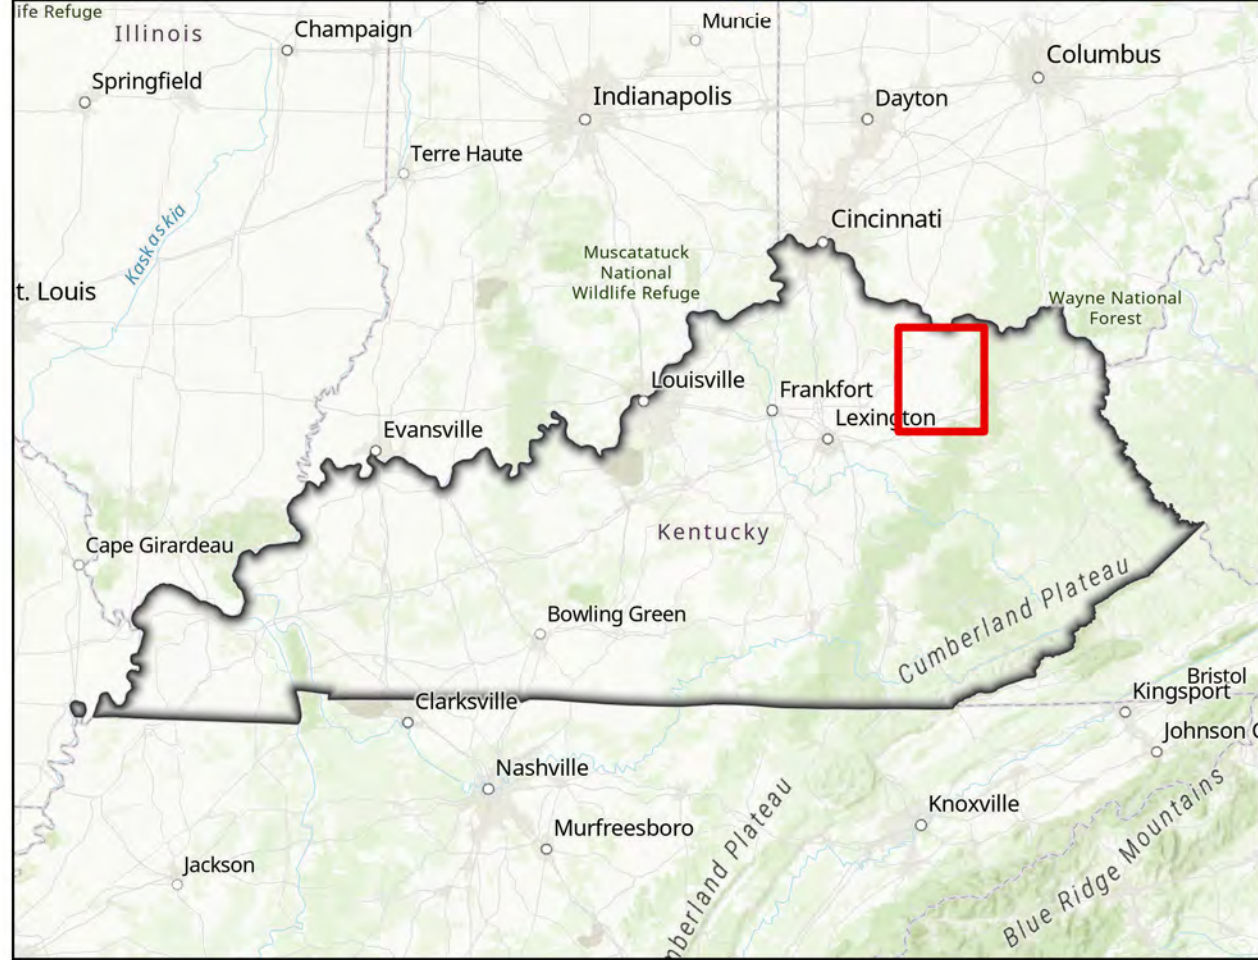 life Refuge
Illinois
Champaign
Muncie
Columbus
Springfield
Indianapolis
Dayton
Terre Haute
Kaskaskia
Cincinnati
Muscatatuck
National
Wildlife Refuge
t. Louis
Wayne National
Forest
Louisville
Frankfort
Lexington
Evansville
Kentucky
Cape Girardeau
Cumberland Plateau
Bowling Green
Bristol
Kingsport
Clarksville
Johnson C
Nashville
Knoxville
Murfreesboro
mberland Plateau
Blue Ridge Mountains
Jackson